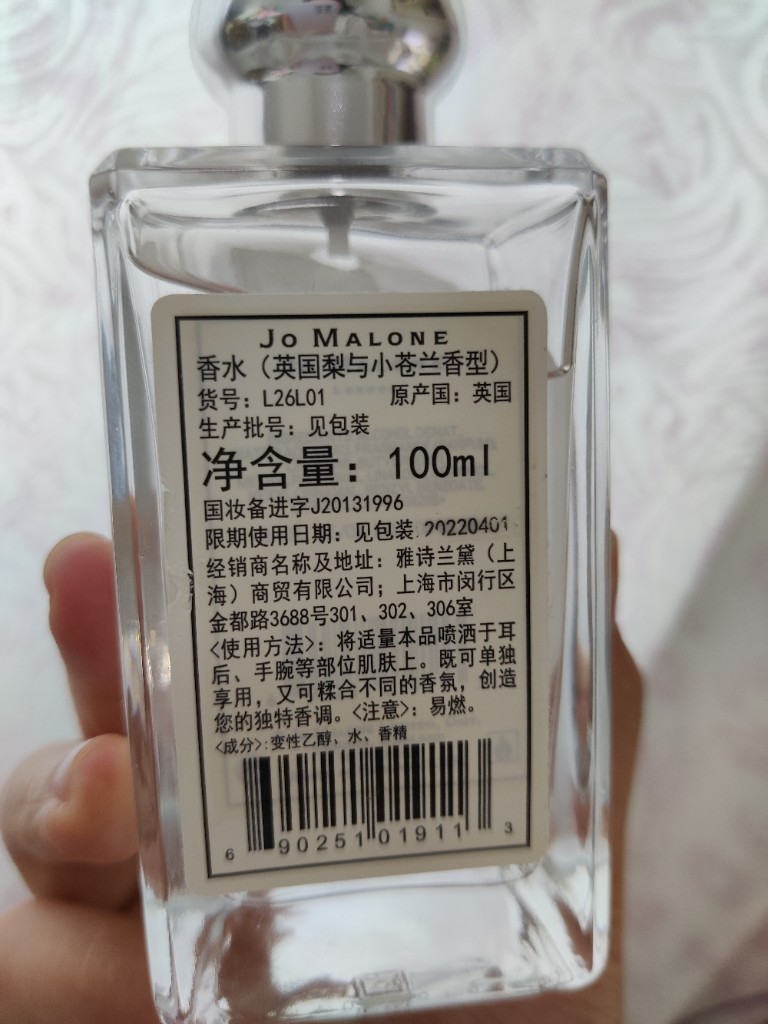 JO MALONE
香水（英国梨与小苍兰香型）
货号：L26L01 原产国：英国
生产批号：见包装
净含量：100ml
国妆备进字J20131996
限期使用日期：见包装 20220401
经销商名称及地址：雅诗兰黛（上
海）商贸有限公司；上海市闵行区
金都路3688号301、302、306室
<使用方法>：将适量本品喷洒于耳
后、手腕等部位肌肤上。既可单独
享用，又可糅合不同的香氛，创造
您的独特香调。<注意>：易燃。
<成分>:变性乙醇、水、香精
6 90251 01911 3